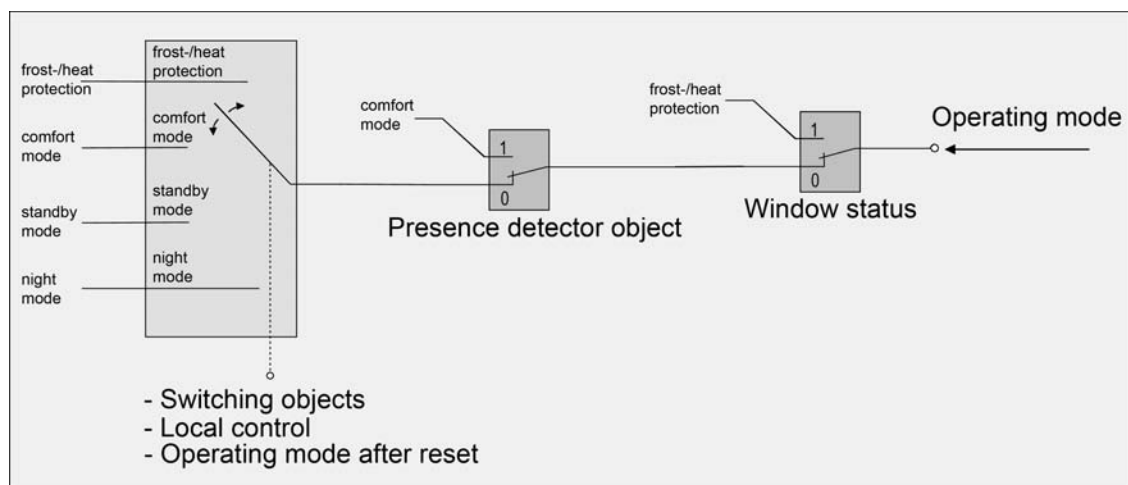 frost-/heat
protection
frost-/heat
protection
comfort
mode
comfort
mode
standby
mode
standby
mode
night
mode
night
mode
comfort
mode
1
0
Presence detector object
frost-/heat
protection
1
0
Window status
Operating mode
- Switching objects
- Local control
- Operating mode after reset